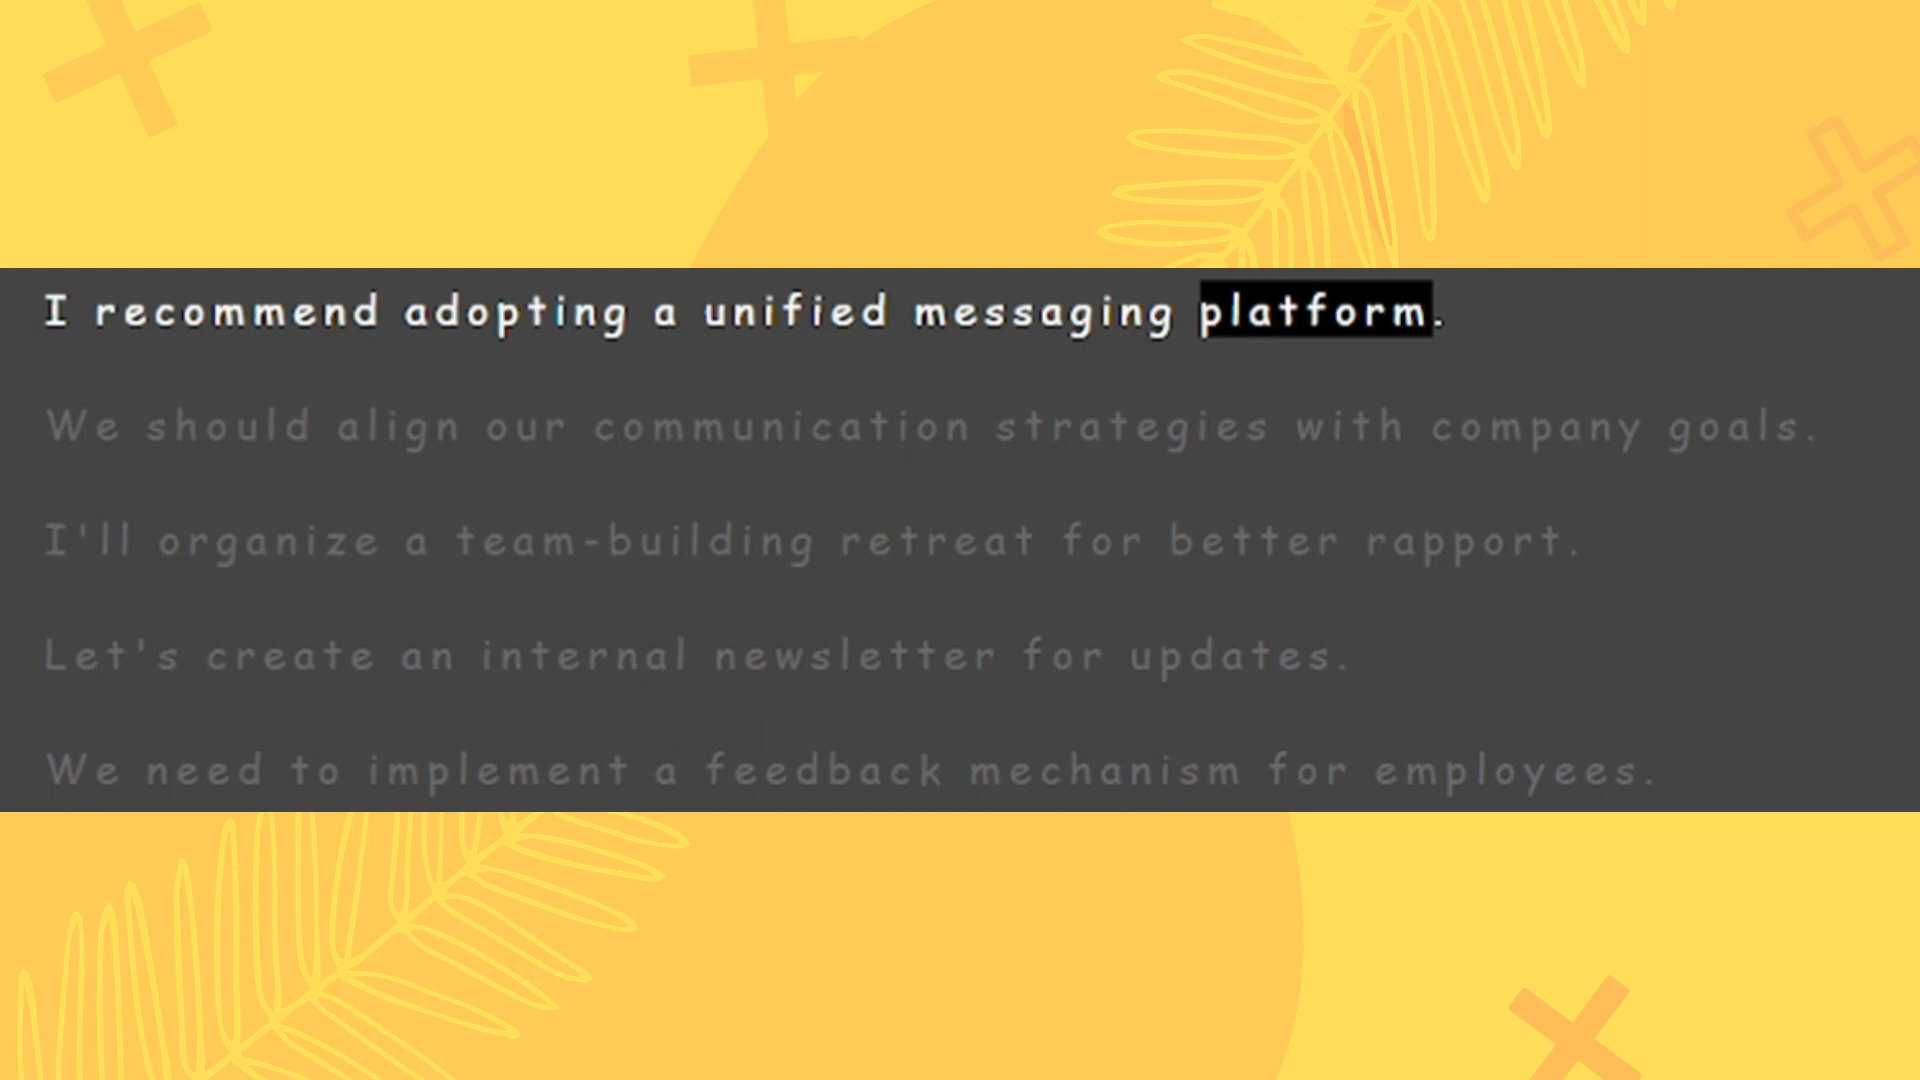 I recommend adopting a unified messaging platform.
We should align our communication strategies with company goals.
I'll organize a team-building retreat for better rapport.
Let's create an internal newsletter for updates.
We need to implement a feedback mechanism for employees.